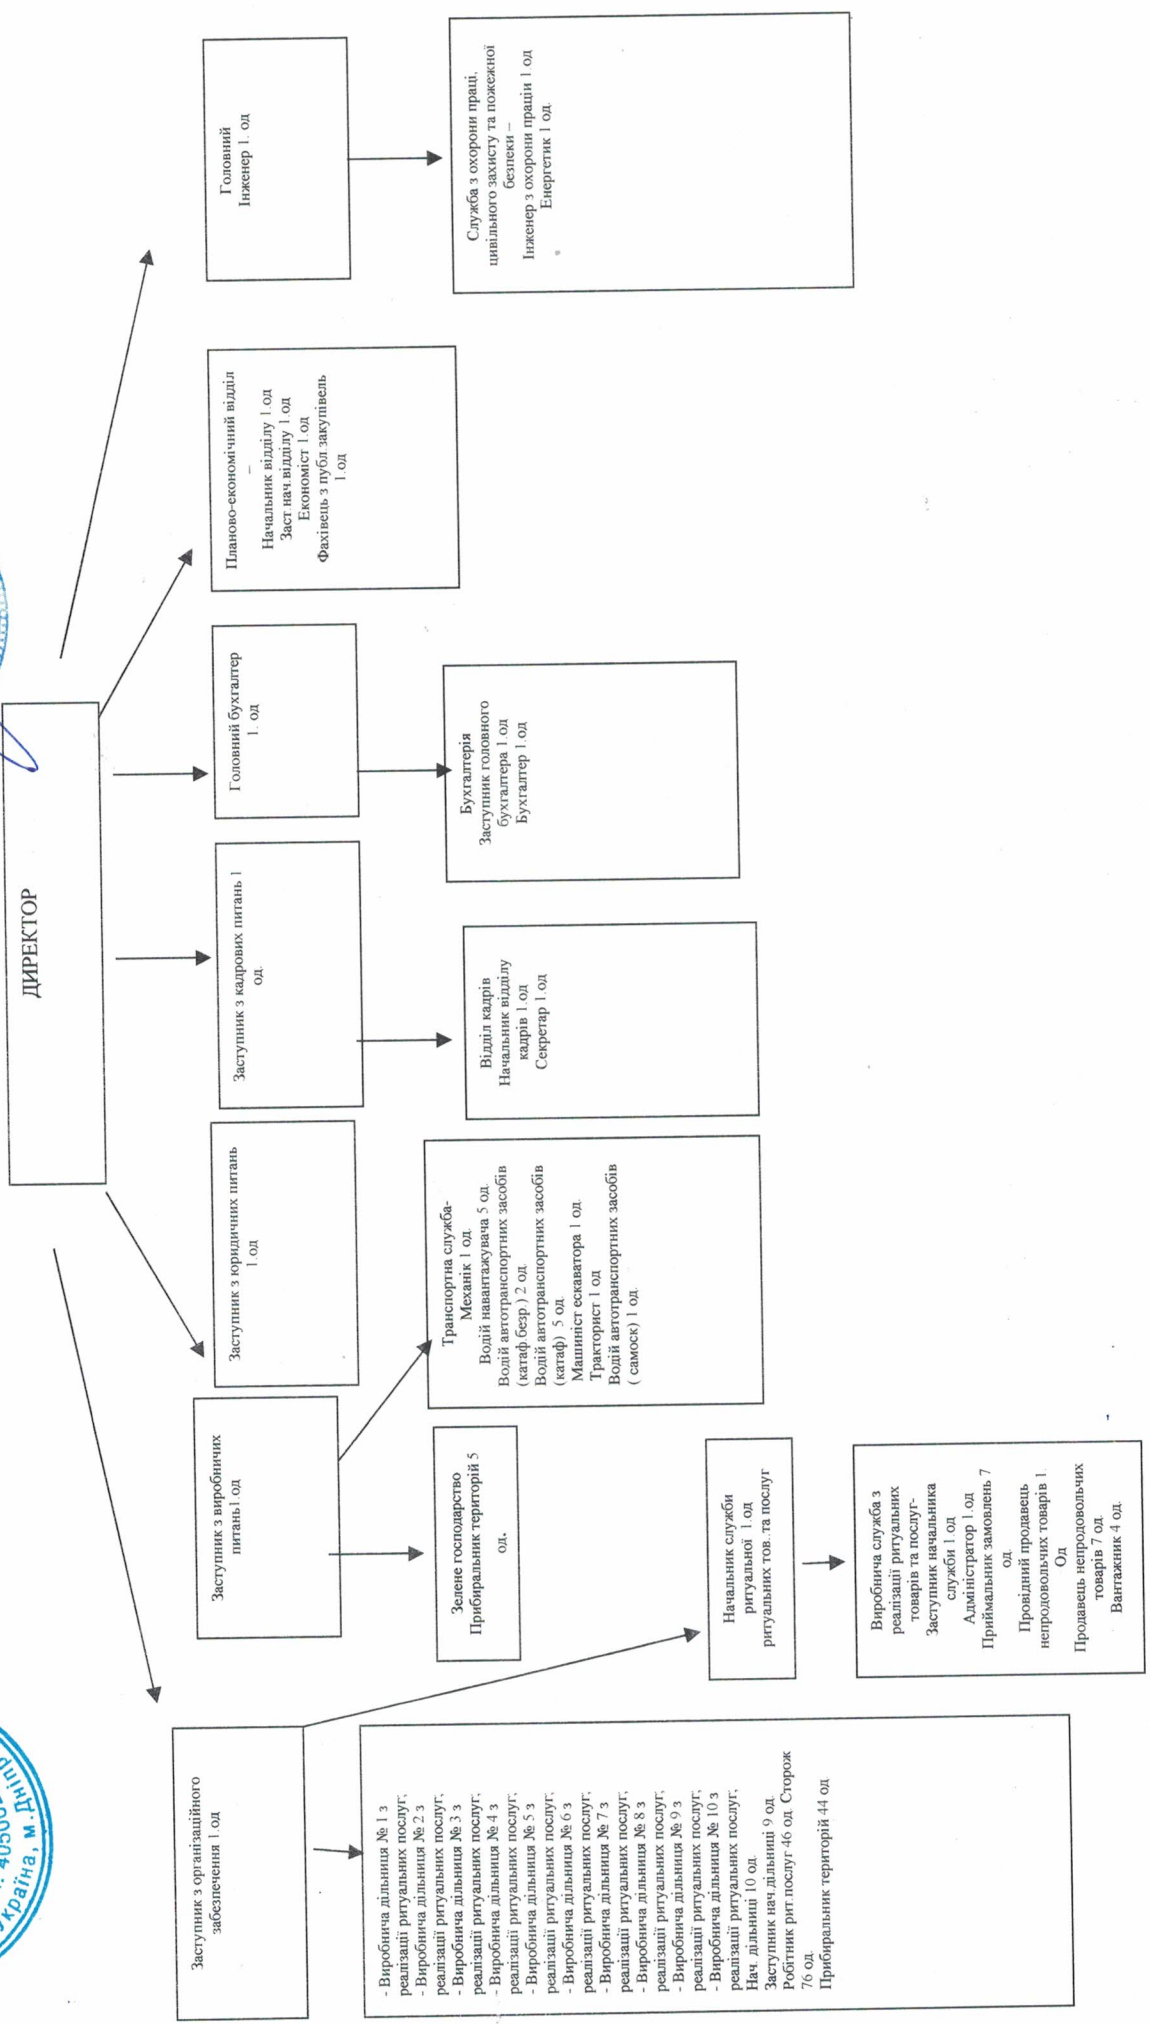 40500
Україна, м. Дніпр
ДИРЕКТОР
Заступник з організаційного
забезпечення 1.од
Заступник з виробничих
питань1.од
Заступник з юридичних питань
1.од
Заступник з кадрових питань 1
од.
Головний бухгалтер
1. од
Планово-економічний відділ
–
Начальник відділу 1.од
Заст.нач.відділу 1.од
Економіст 1.од
Фахівець з публ.закупівель
1.од
Головний
Інженер 1. од
- Виробнича дільниця № 1 з
реалізації ритуальних послуг;
- Виробнича дільниця № 2 з
реалізації ритуальних послуг;
- Виробнича дільниця № 3 з
реалізації ритуальних послуг;
- Виробнича дільниця № 4 з
реалізації ритуальних послуг;
- Виробнича дільниця № 5 з
реалізації ритуальних послуг;
- Виробнича дільниця № 6 з
реалізації ритуальних послуг;
- Виробнича дільниця № 7 з
реалізації ритуальних послуг;
- Виробнича дільниця № 8 з
реалізації ритуальних послуг;
- Виробнича дільниця № 9 з
реалізації ритуальних послуг;
- Виробнича дільниця № 10 з
реалізації ритуальних послуг;
Нач. дільниці 10 од.
Заступник нач.дільниці 9 од.
Робітник рит.послуг 46 од. Сторож
76 од.
Прибиральник територій 44 од
Зелене господарство
Прибиральник територій 5
од.
Транспортна служба-
Механік 1 од.
Водій навантажувача 5 од.
Водій автотранспортних засобів
(катаф.безр.) 2 од.
Водій автотранспортних засобів
(катаф) 5 од.
Машиніст ескаватора 1 од.
Тракторист 1 од
Водій автотранспортних засобів
( самоск) 1 од.
Відділ кадрів
Начальник відділу
кадрів 1.од
Секретар 1.од
Бухгалтерія
Заступник головного
бухгалтера 1.од
Бухгалтер 1.од
Служба з охорони праці,
цивільного захисту та пожежної
безпеки –
Інженер з охорони праціи 1 од
Енергетик 1 од.
Начальник служби
ритуальної 1.од
ритуальних тов..та послуг
Виробнича служба з
реалізації ритуальних
товарів та послуг-
Заступник начальника
служби 1.од
Адміністратор 1.од
Приймальник замовлень 7
од.
Провідний продавець
непродовольчих товарів 1.
Од
Продавець непродовольчих
товарів 7 од.
Вантажник 4 од.